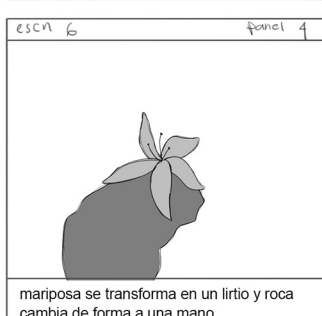 escn 6
panel 4
mariposa se transforma en un lirtio y roca
cambia de forma a una mano